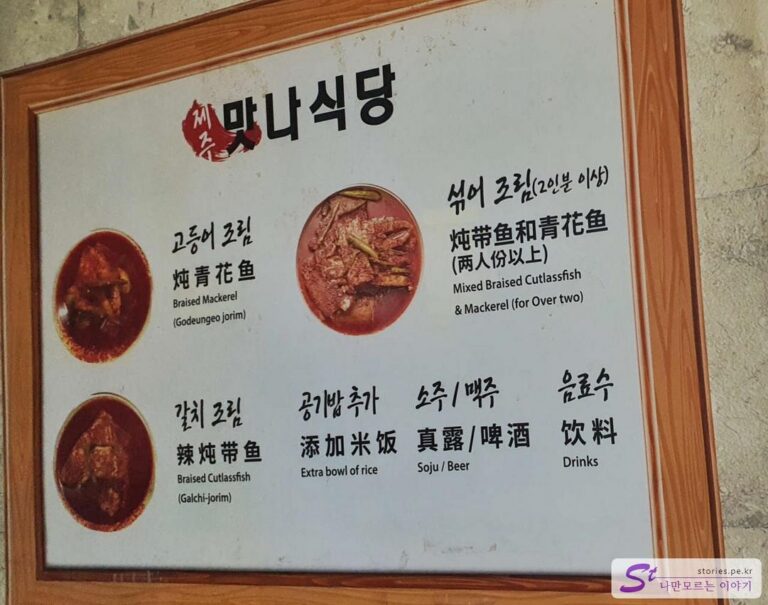 제주
맛나식당
고등어 조림
炖青花鱼
Braised Mackerel
(Godeungeo jorim)
섞어 조림(2인분 이상)
炖带鱼和青花鱼
(两人份以上)
Mixed Braised Cutlassfish
& Mackerel (for Over two)
갈치 조림
辣炖带鱼
Braised Cutlassfish
(Galchi-jorim)
공기밥 추가
添加米饭
Extra bowl of rice
소주 / 맥주
真露/啤酒
Soju / Beer
음료수
饮料
Drinks
St
stories.pe.kr
나만모르는 이야기